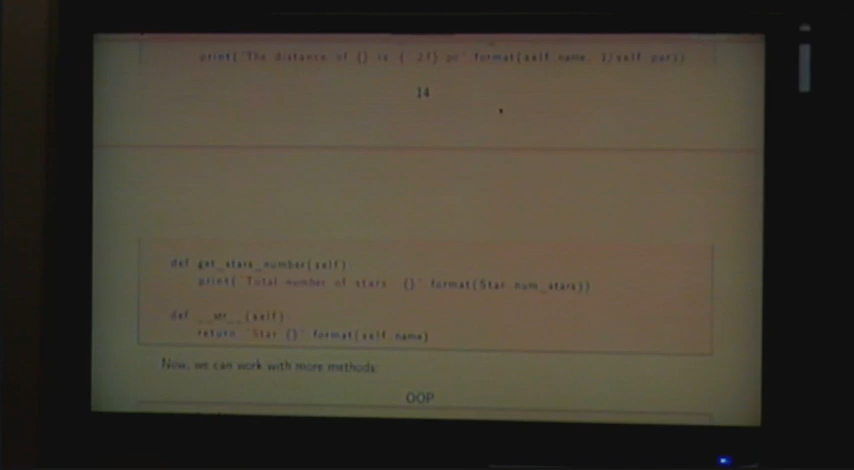 print('The distance of {} is {:.2f} pc'.format(self.name, 1/self.par))
14
def get_stars_number(self):
print('Total number of stars: {}'.format(Star.num_stars))
def __str__(self):
return 'Star {}'.format(self.name)
Now, we can work with more methods:
OOP